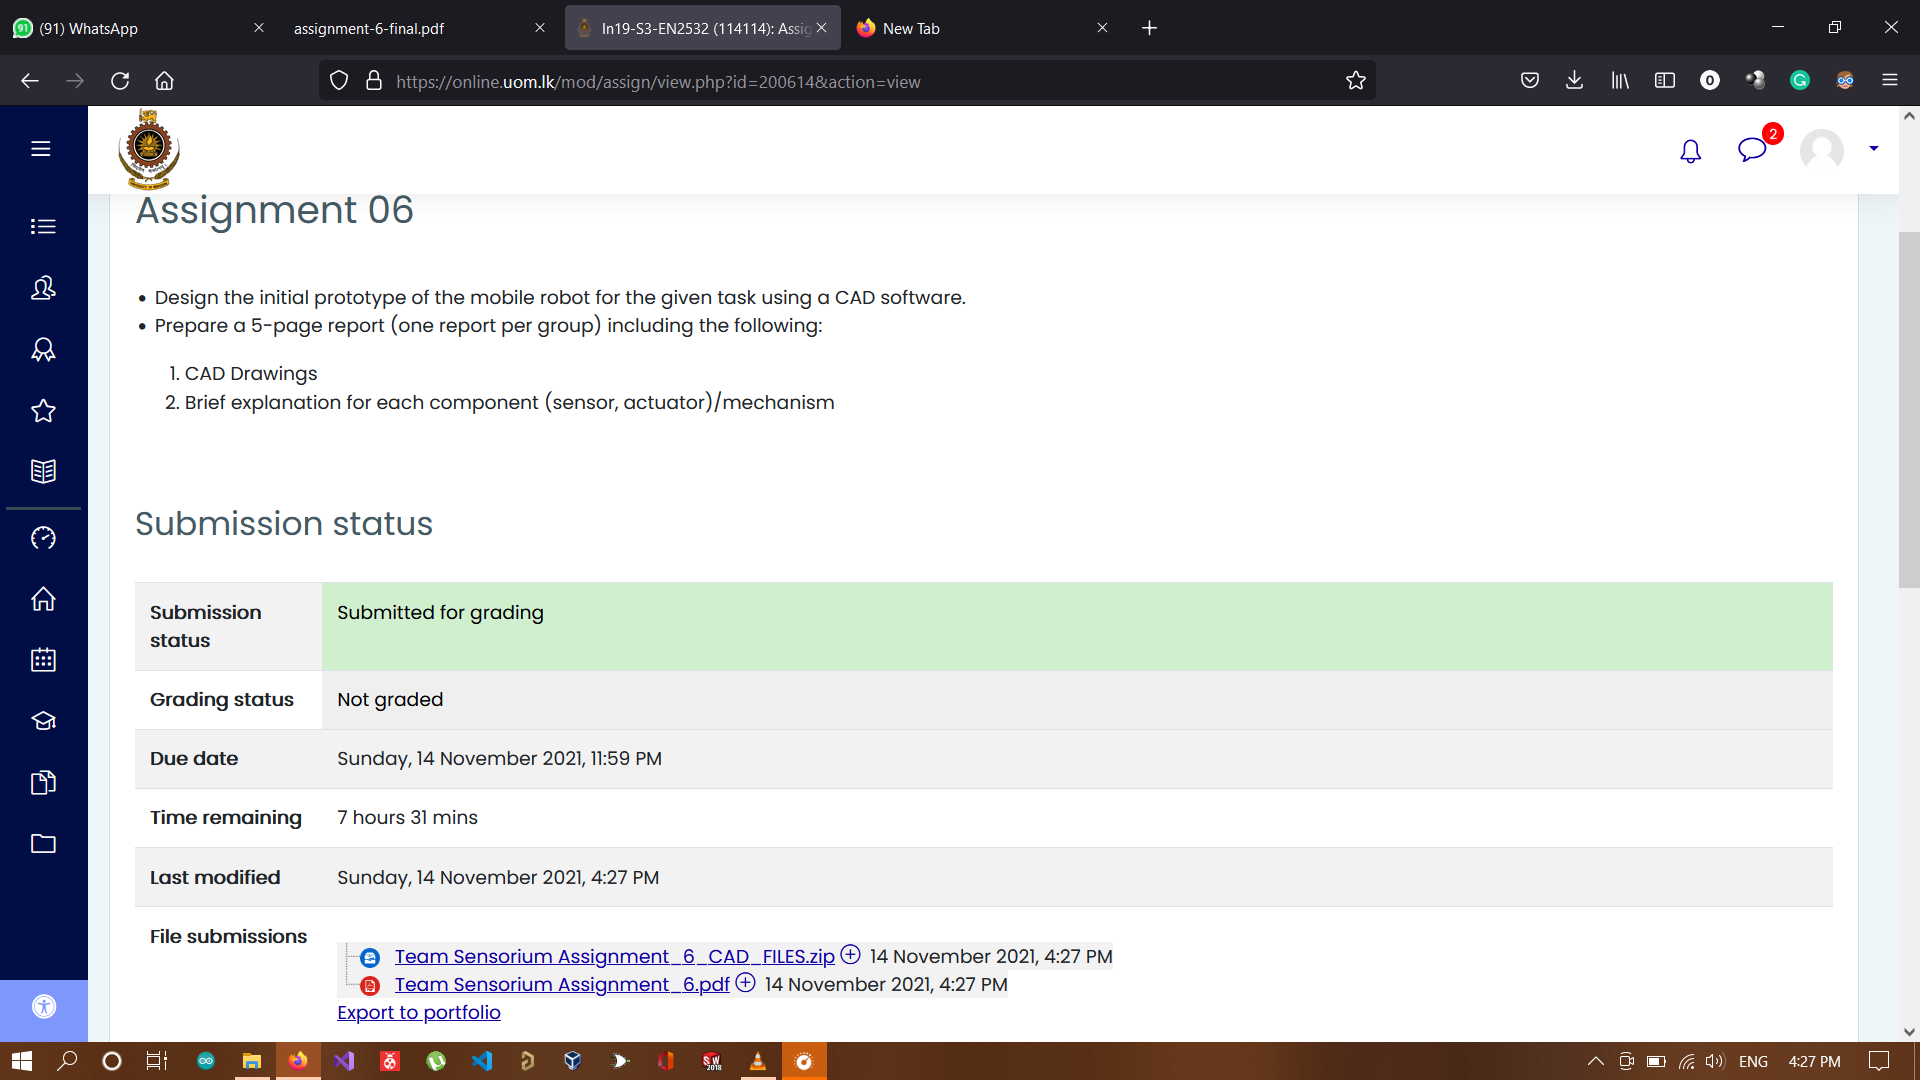 (91) WhatsApp
assignment-6-final.pdf
In19-S3-EN2532 (114114): Assig
New Tab
https://online.uom.lk/mod/assign/view.php?id=200614&action=view
2
Assignment 06
• Design the initial prototype of the mobile robot for the given task using a CAD software.
• Prepare a 5-page report (one report per group) including the following:
1. CAD Drawings
2. Brief explanation for each component (sensor, actuator)/mechanism
Submission status
Submission status
Submitted for grading
Grading status
Not graded
Due date
Sunday, 14 November 2021, 11:59 PM
Time remaining
7 hours 31 mins
Last modified
Sunday, 14 November 2021, 4:27 PM
File submissions
Team Sensorium Assignment_6_CAD_FILES.zip 14 November 2021, 4:27 PM
Team Sensorium Assignment_6.pdf 14 November 2021, 4:27 PM
Export to portfolio
ENG
4:27 PM